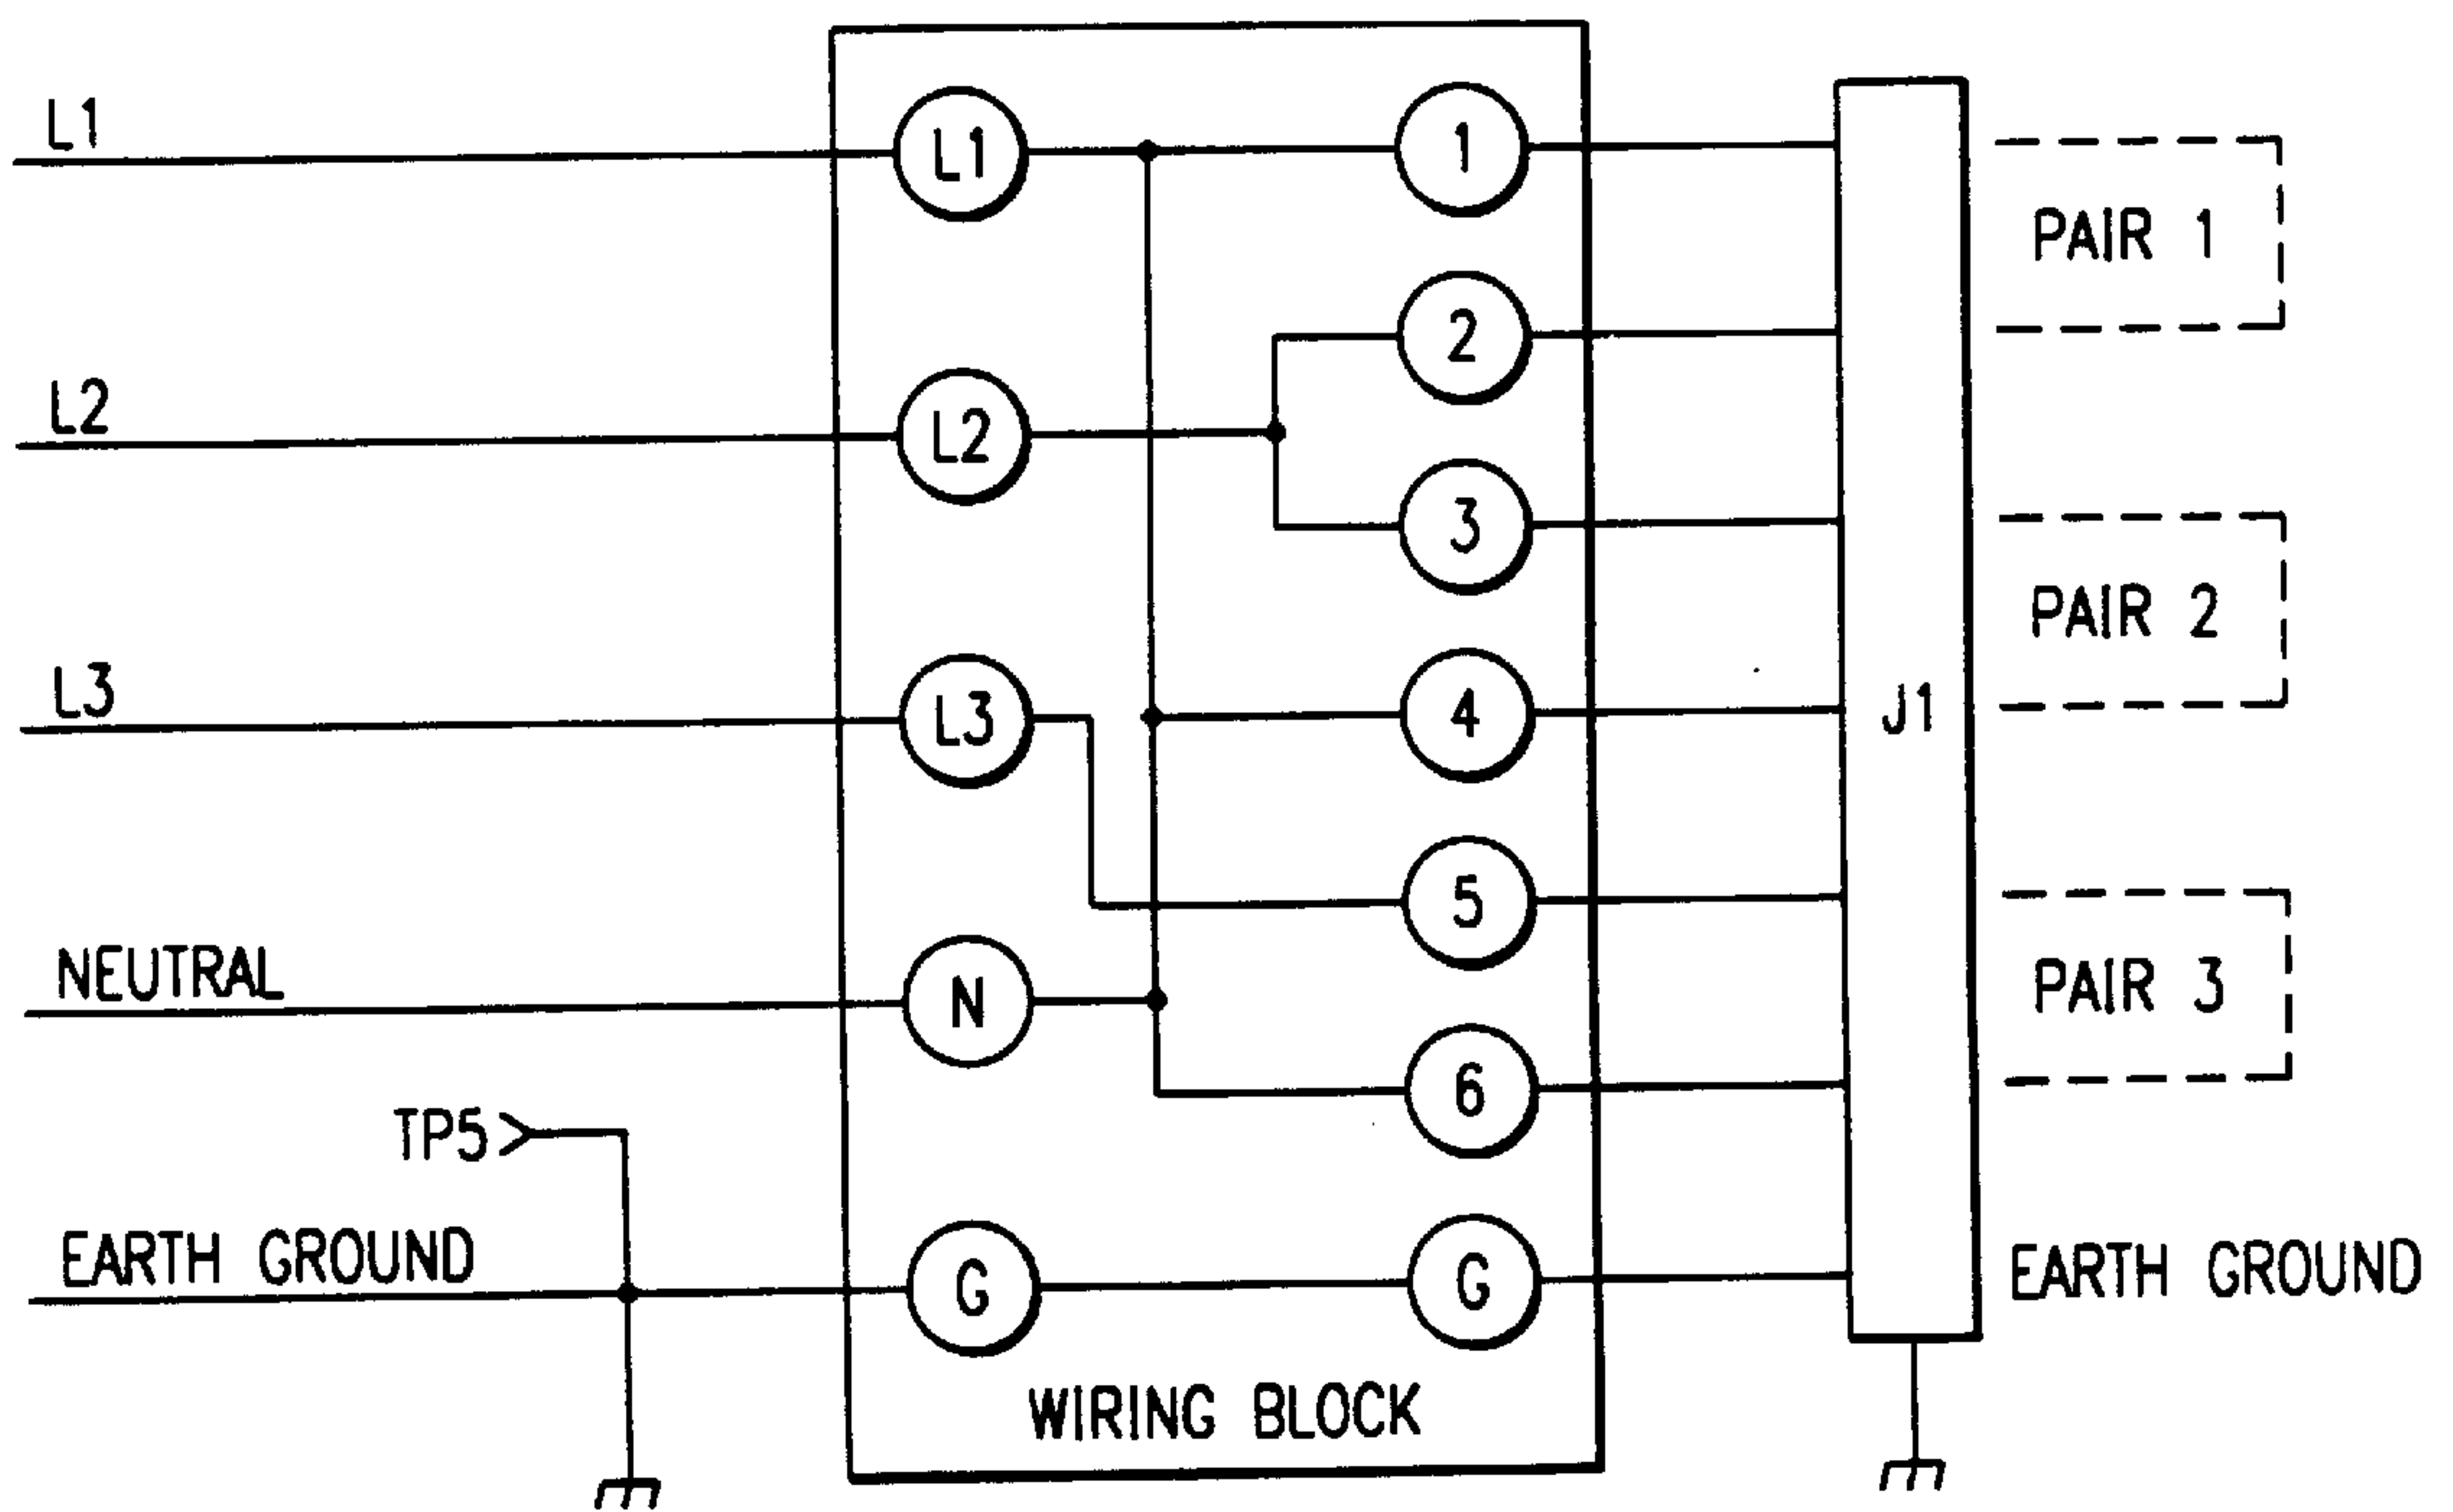 L1
L1
1
PAIR 1
2
L2
L2
3
PAIR 2
L3
L3
4
J1
5
NEUTRAL
N
PAIR 3
6
TP5
EARTH GROUND
G
G
EARTH GROUND
WIRING BLOCK